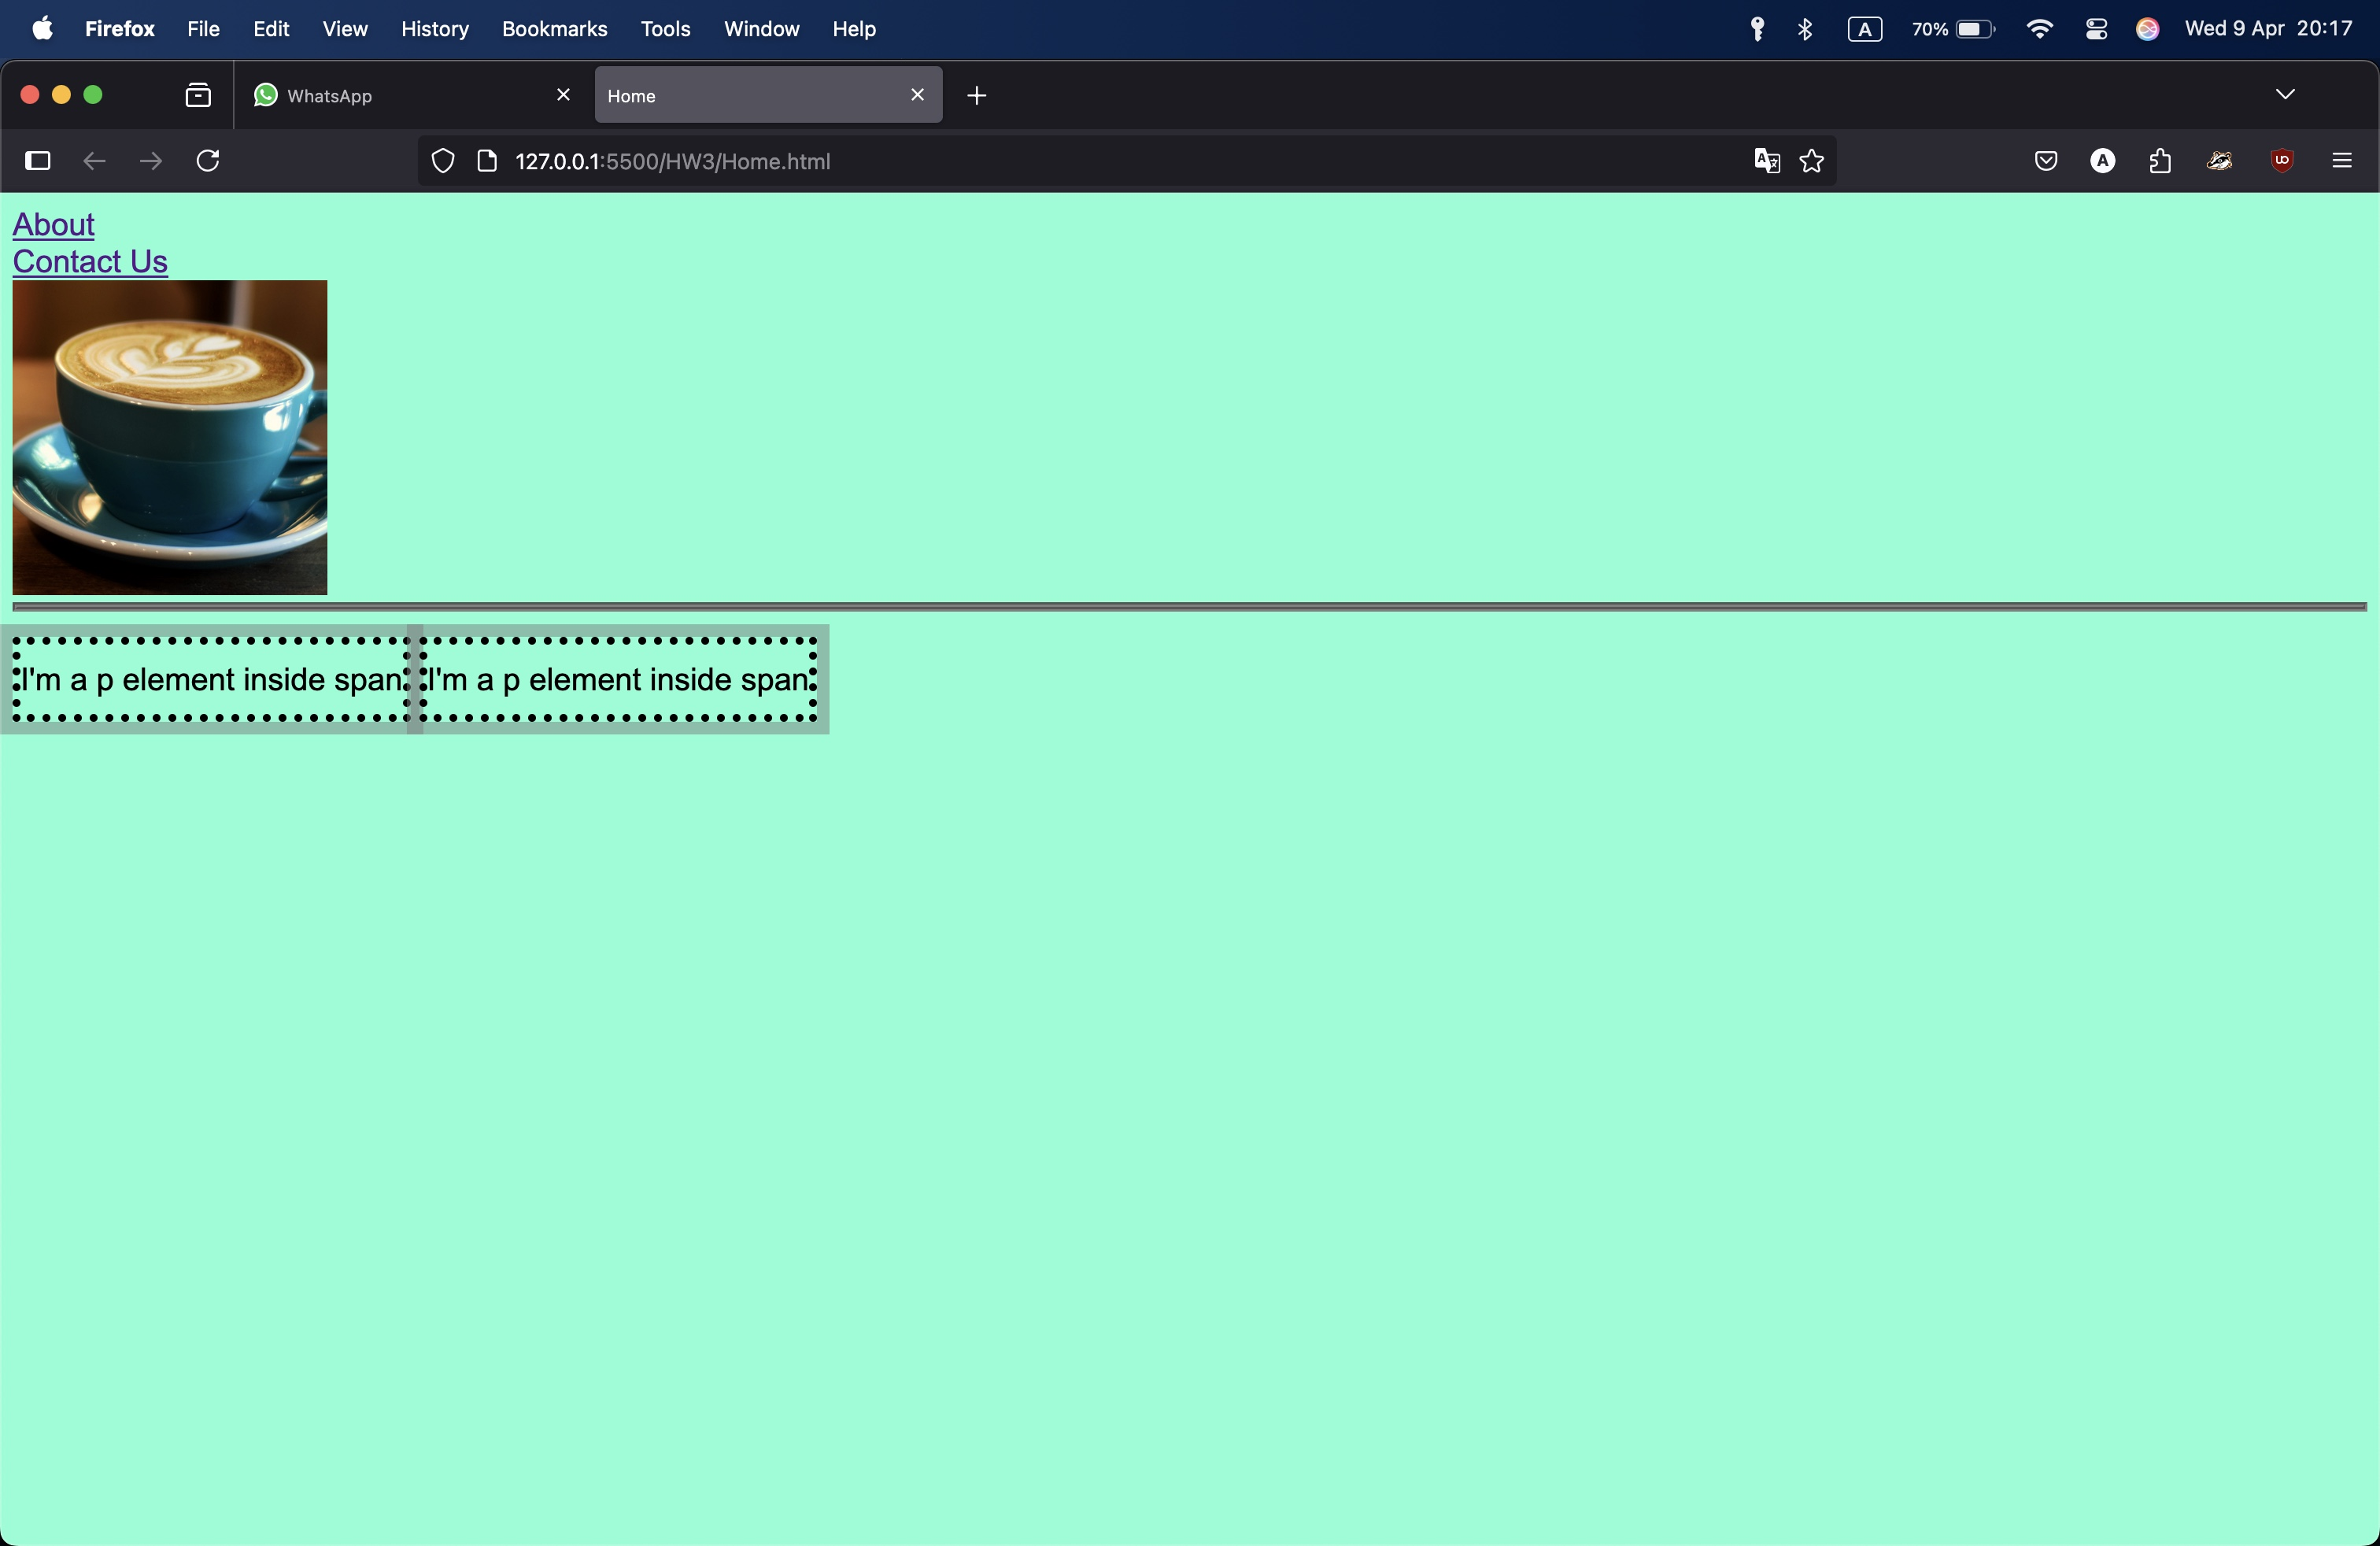 Firefox File Edit View History Bookmarks Tools Window Help A 70% Wed 9 Apr 20:17
WhatsApp Home
127.0.0.1:5500/HW3/Home.html A UO
About
Contact Us
I'm a p element inside span I'm a p element inside span